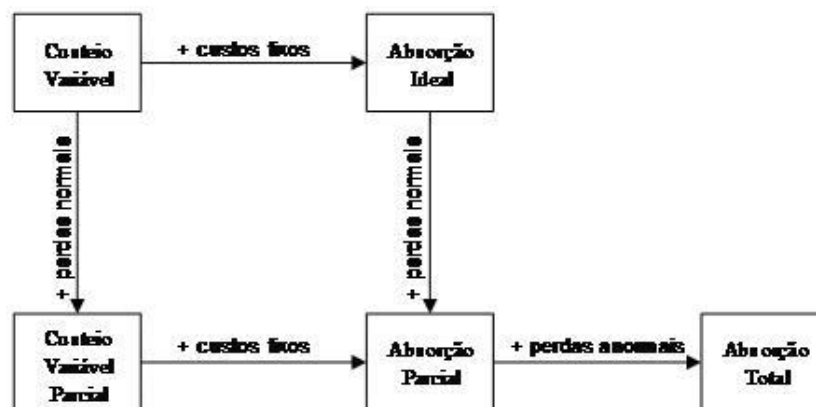 Custeio
Variável
+ custos fixos
Absorção
Ideal
+ perdas normais
+ perdas normais
Custeio
Variável
Parcial
+ custos fixos
Absorção
Parcial
+ perdas anormais
Absorção
Total